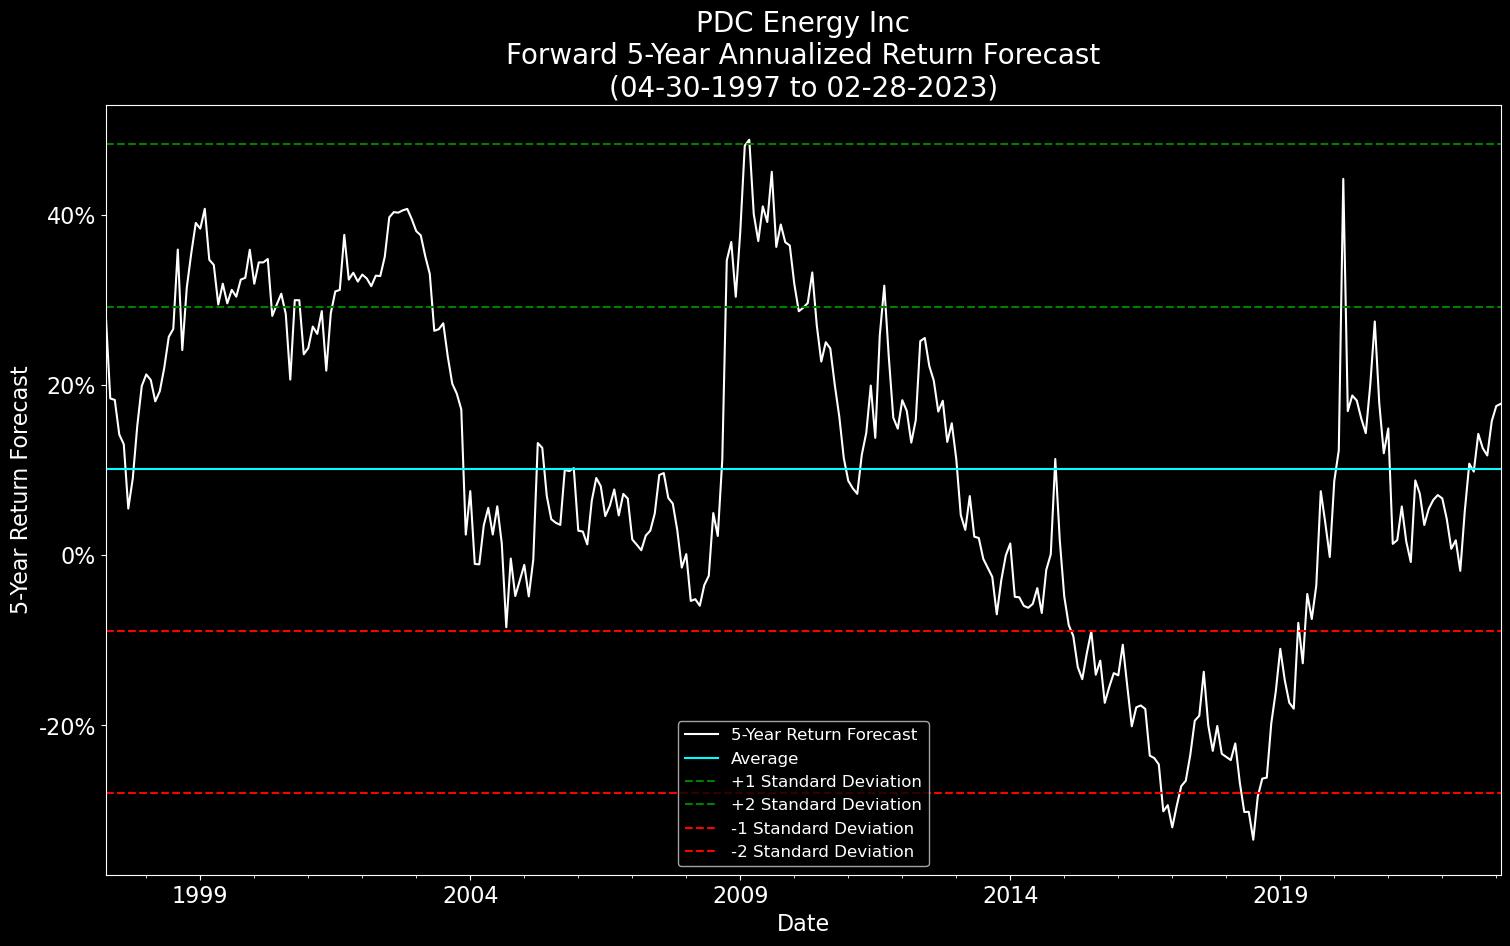 PDC Energy Inc
Forward 5-Year Annualized Return Forecast
(04-30-1997 to 02-28-2023)
5-Year Return Forecast
40%
20%
0%
-20%
5-Year Return Forecast
Average
+1 Standard Deviation
+2 Standard Deviation
-1 Standard Deviation
-2 Standard Deviation
1999 2004 2009 2014 2019
Date